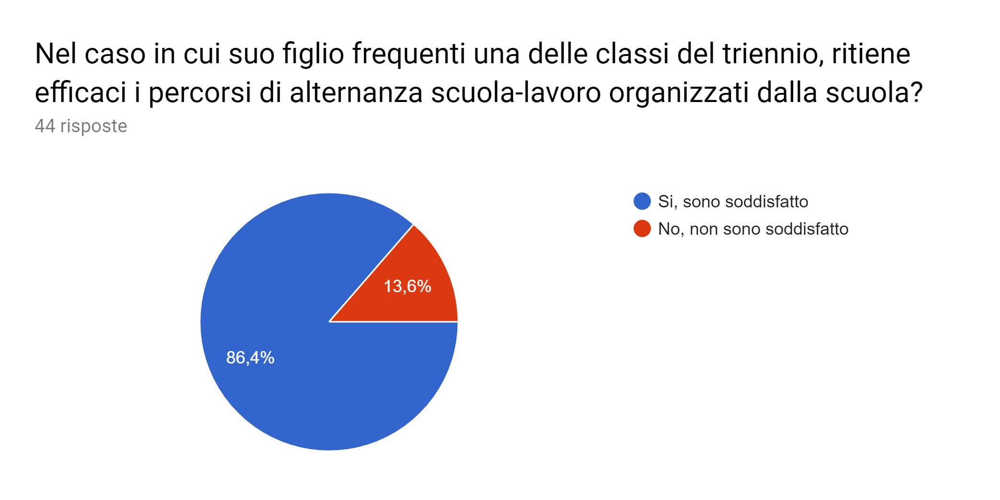 Nel caso in cui suo figlio frequenti una delle classi del triennio, ritiene
efficaci i percorsi di alternanza scuola-lavoro organizzati dalla scuola?
44 risposte
Si, sono soddisfatto
No, non sono soddisfatto
13,6%
86,4%